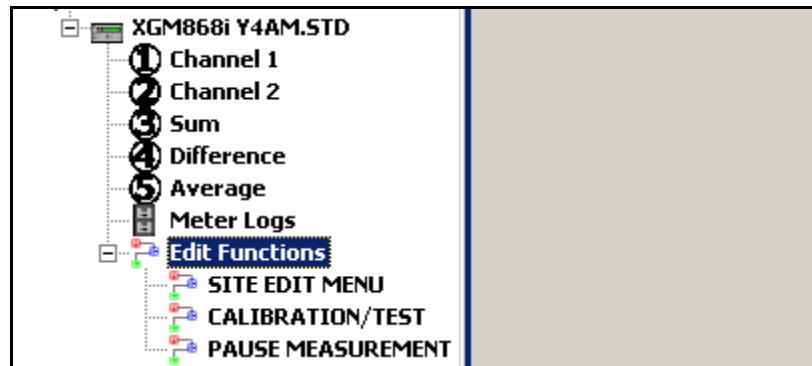 XGM868i Y4AM.STD
1 Channel 1
2 Channel 2
3 Sum
4 Difference
5 Average
Meter Logs
Edit Functions
SITE EDIT MENU
CALIBRATION/TEST
PAUSE MEASUREMENT